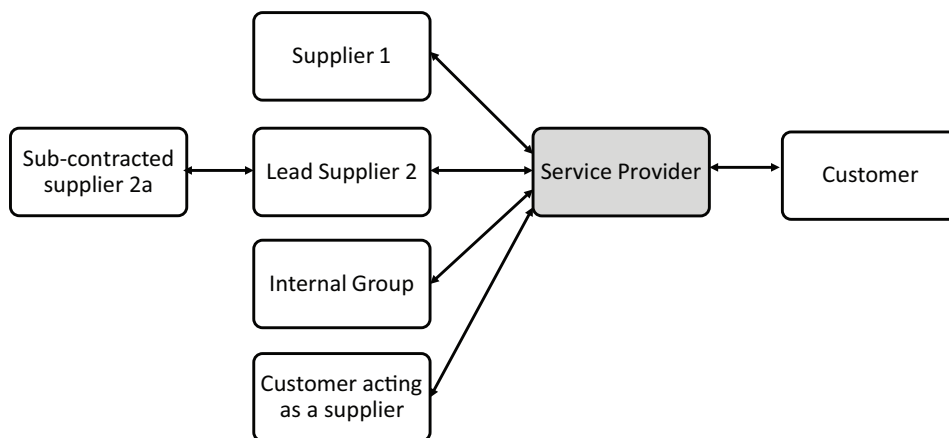 Supplier 1
Sub-contracted
supplier 2a
Lead Supplier 2
Service Provider
Customer
Internal Group
Customer acting
as a supplier